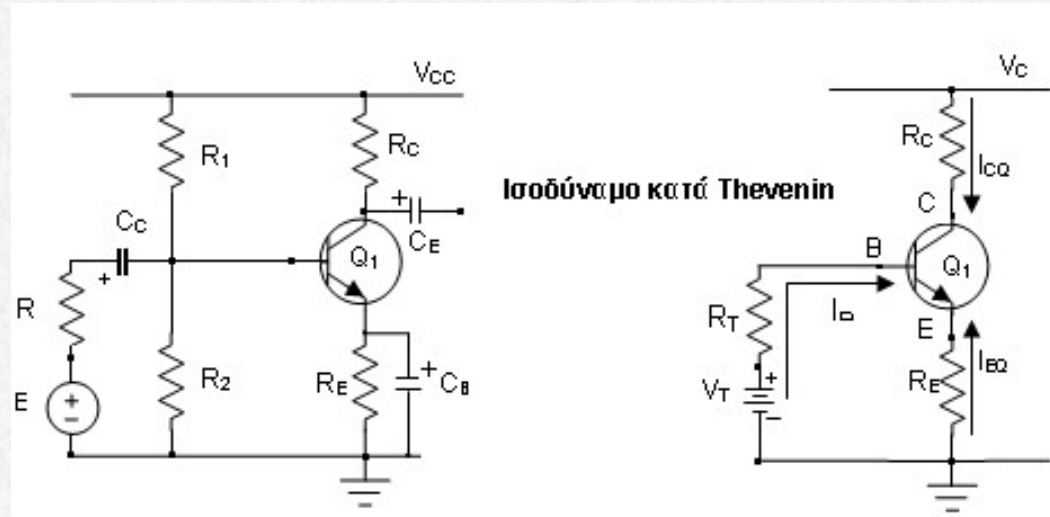 VCC
R1
RC
CC
+
+
CE
Q1
R
E
+
−
R2
RE
+
CB
Ισοδύναμο κατά Thevenin
VC
RC
ICQ
C
B
Q1
RT
E
VT
+
−
RE
IEQ